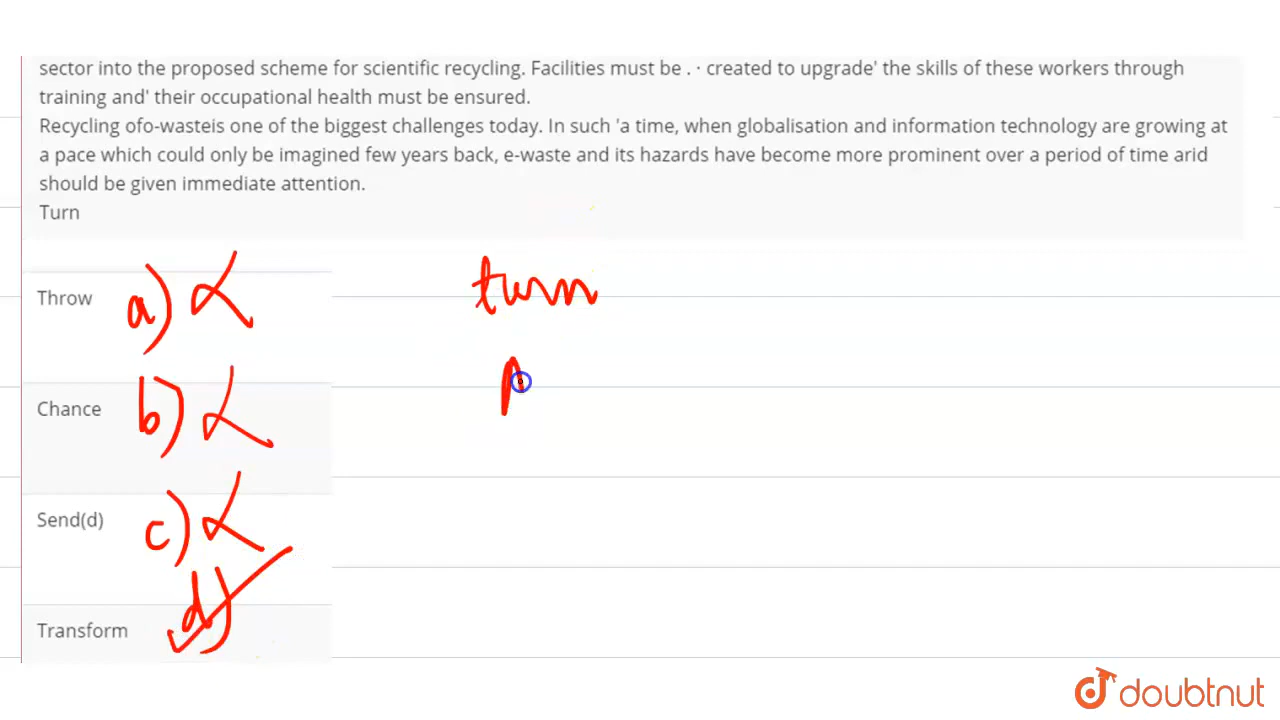 sector into the proposed scheme for scientific recycling. Facilities must be . · created to upgrade' the skills of these workers through
training and' their occupational health must be ensured.
Recycling ofo-wasteis one of the biggest challenges today. In such 'a time, when globalisation and information technology are growing at
a pace which could only be imagined few years back, e-waste and its hazards have become more prominent over a period of time arid
should be given immediate attention.
Turn
Throw a)
turn
Chance b)
Send(d) c)
Transform d)
doubtnut